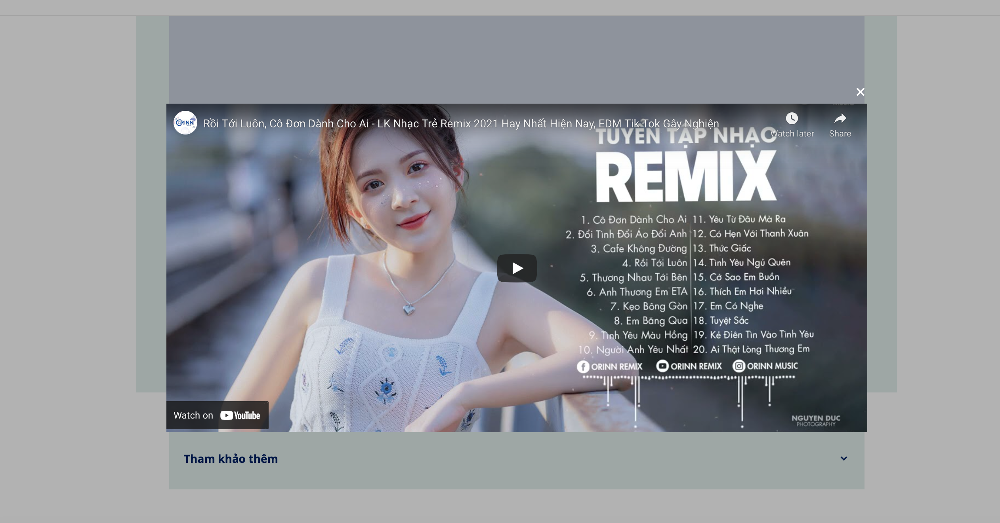 ORINN
MUSIC
Rồi Tới Luôn, Cô Đơn Dành Cho Ai - LK Nhạc Trẻ Remix 2021 Hay Nhất Hiện Nay, EDM Tik Tok Gây Nghiện
Watch later
Share
TUYỂN TẬP NHẠC
REMIX
1. Cô Đơn Dành Cho Ai
2. Đổi Tình Đối Áo Đổi Anh
3. Cafe Không Đường
4. Rồi Tới Luôn
5. Thương Nhau Tới Bên
6. Anh Thương Em ETA
7. Kẹo Bông Gòn
8. Em Băng Qua
9. Tình Yêu Màu Hồng
10. Người Anh Yêu Nhất
11. Yêu Từ Đâu Mà Ra
12. Có Hẹn Với Thanh Xuân
13. Thức Giấc
14. Tình Yêu Ngủ Quên
15. Cớ Sao Em Buồn
16. Thích Em Hơi Nhiều
17. Em Có Nghe
18. Tuyệt Sắc
19. Kẻ Điên Tin Vào Tình Yêu
20. Ai Thật Lòng Thương Em
ORINN REMIX
ORINN REMIX
ORINN MUSIC
Watch on YouTube
NGUYEN DUC
PHOTOGRAPHY
Tham khảo thêm